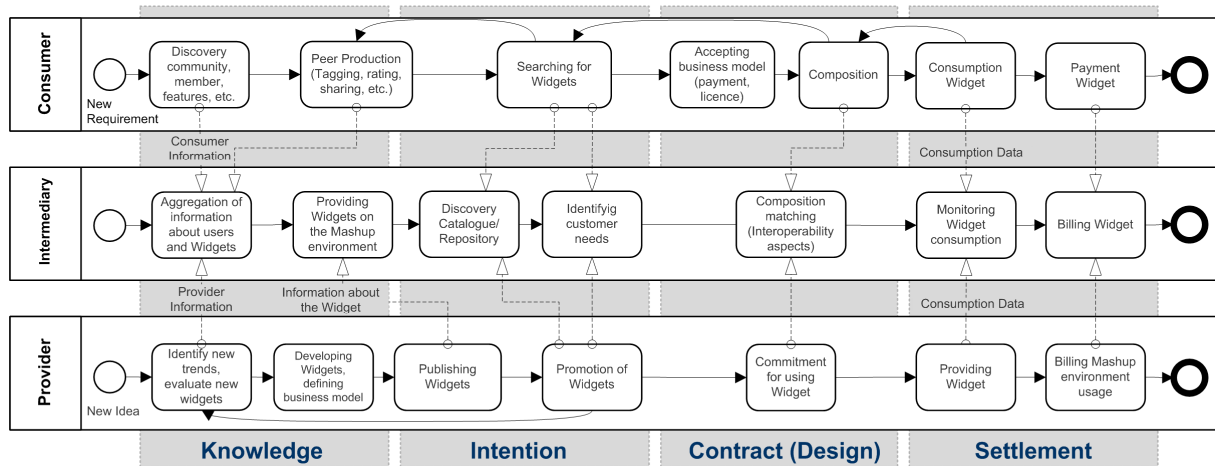 Consumer
New
Requirement
Discovery
community,
member,
features, etc.
Peer Production
(Tagging, rating,
sharing, etc.)
Searching for
Widgets
Accepting
business model
(payment,
licence)
Composition
Consumption
Widget
Payment
Widget
Consumer
Information
Consumption Data
Intermediary
Aggregation of
information
about users
and Widgets
Providing
Widgets on
the Mashup
environment
Discovery
Catalogue/
Repository
Identifyig
customer
needs
Composition
matching
(Interoperability
aspects)
Monitoring
Widget
consumption
Billing Widget
Provider
Information
Information about
the Widget
Consumption Data
Provider
New Idea
Identify new
trends,
evaluate new
widgets
Developing
Widgets,
defining
business model
Publishing
Widgets
Promotion of
Widgets
Commitment
for using
Widget
Providing
Widget
Billing Mashup
environment
usage
Knowledge
Intention
Contract (Design)
Settlement